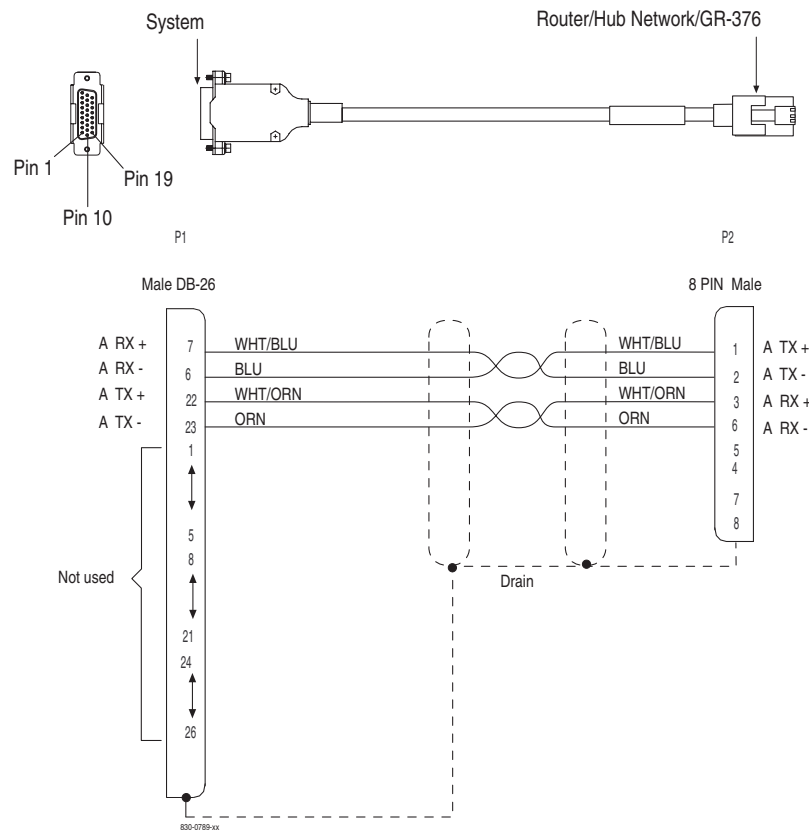 System
Router/Hub Network/GR-376
Pin 1
Pin 19
Pin 10
P1
P2
Male DB-26
8 PIN Male
A RX + 7 WHT/BLU WHT/BLU 1 A TX +
A RX - 6 BLU BLU 2 A TX -
A TX + 22 WHT/ORN WHT/ORN 3 A RX +
A TX - 23 ORN ORN 6 A RX -
1
5
4
7
8
5
8
Not used
Drain
21
24
26
830-0789-xx